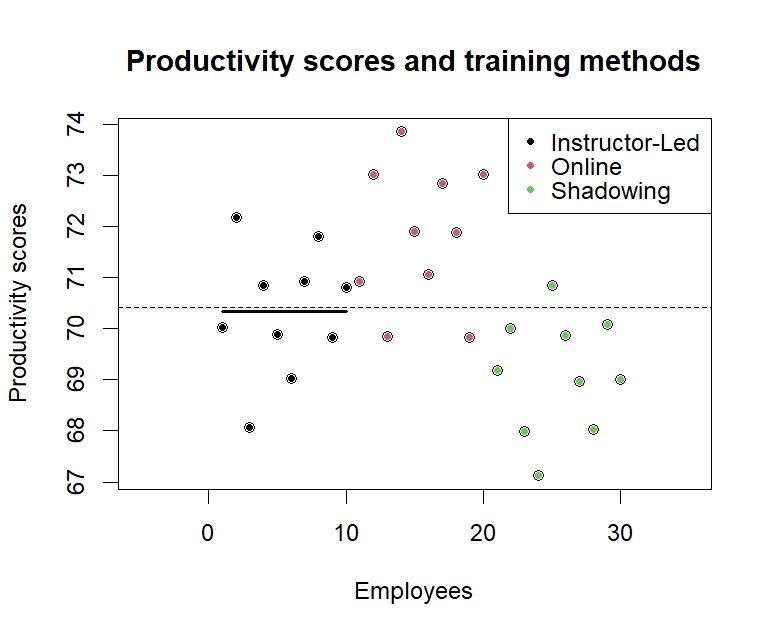 Productivity scores and training methods
Instructor-Led
Online
Shadowing
74
73
72
71
70
69
68
67
Productivity scores
0 10 20 30
Employees